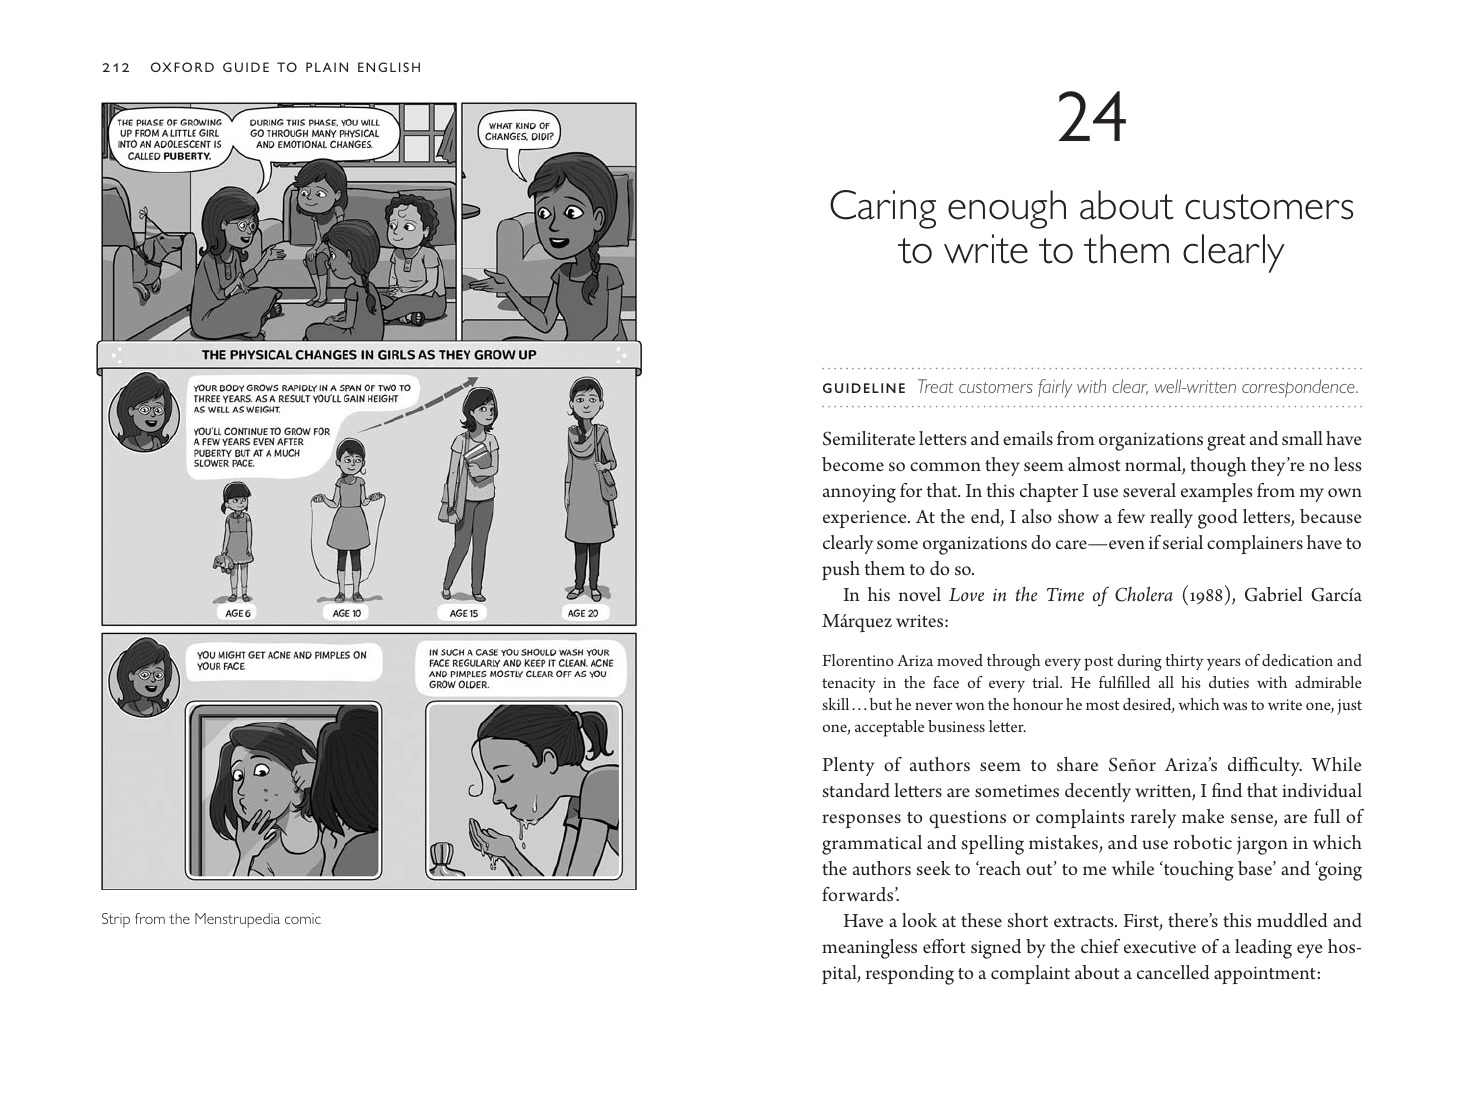 212 OXFORD GUIDE TO PLAIN ENGLISH
THE PHASE OF GROWING
UP FROM A LITTLE GIRL
INTO AN ADOLESCENT IS
CALLED PUBERTY.
DURING THIS PHASE, YOU WILL
GO THROUGH MANY PHYSICAL
AND EMOTIONAL CHANGES.
WHAT KIND OF
CHANGES, DIDI?
THE PHYSICAL CHANGES IN GIRLS AS THEY GROW UP
YOUR BODY GROWS RAPIDLY IN A SPAN OF TWO TO
THREE YEARS. AS A RESULT YOU'LL GAIN HEIGHT
AS WELL AS WEIGHT.
YOU'LL CONTINUE TO GROW FOR
A FEW YEARS EVEN AFTER
PUBERTY BUT AT A MUCH
SLOWER PACE.
AGE 6
AGE 10
AGE 15
AGE 20
YOU MIGHT GET ACNE AND PIMPLES ON
YOUR FACE
IN SUCH A CASE YOU SHOULD WASH YOUR
FACE REGULARLY AND KEEP IT CLEAN. ACNE
AND PIMPLES MOSTLY CLEAR OFF AS YOU
GROW OLDER.
Strip from the Menstrupedia comic
24
Caring enough about customers
to write to them clearly
GUIDELINE Treat customers fairly with clear, well-written correspondence.
Semiliterate letters and emails from organizations great and small have
become so common they seem almost normal, though they're no less
annoying for that. In this chapter I use several examples from my own
experience. At the end, I also show a few really good letters, because
clearly some organizations do care—even if serial complainers have to
push them to do so.
In his novel Love in the Time of Cholera (1988), Gabriel García
Márquez writes:
Florentino Ariza moved through every post during thirty years of dedication and
tenacity in the face of every trial. He fulfilled all his duties with admirable
skill…but he never won the honour he most desired, which was to write one, just
one, acceptable business letter.
Plenty of authors seem to share Señor Ariza's difficulty. While
standard letters are sometimes decently written, I find that individual
responses to questions or complaints rarely make sense, are full of
grammatical and spelling mistakes, and use robotic jargon in which
the authors seek to 'reach out' to me while 'touching base' and 'going
forwards'.
Have a look at these short extracts. First, there's this muddled and
meaningless effort signed by the chief executive of a leading eye hos-
pital, responding to a complaint about a cancelled appointment: